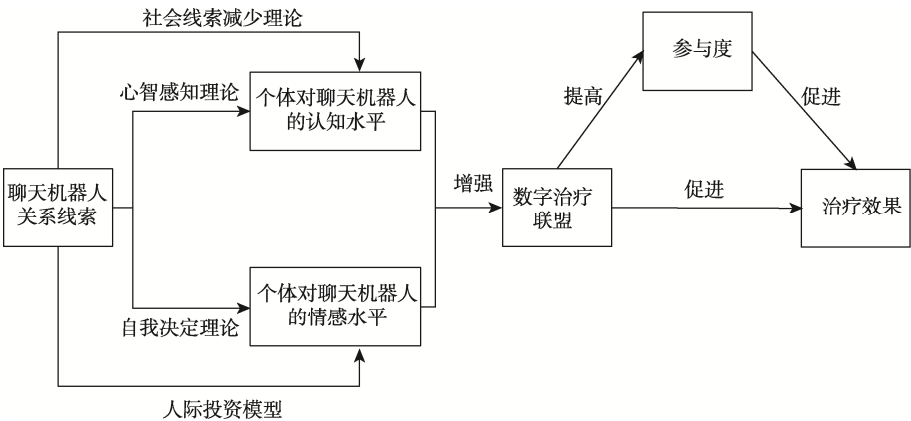 社会线索减少理论
心智感知理论
个体对聊天机器人
的认知水平
聊天机器人
关系线索
个体对聊天机器人
的情感水平
自我决定理论
人际投资模型
增强
数字治疗
联盟
提高
参与度
促进
促进
治疗效果